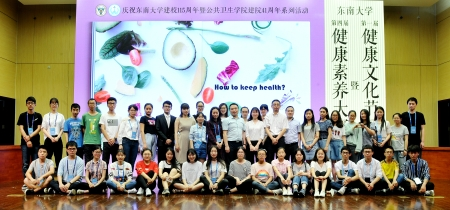 庆祝东南大学建校115周年暨公共卫生学院建院41周年系列活动
How to keep health?
东南大学
第一届
健康文化艺
暨
第四届
健康素养大